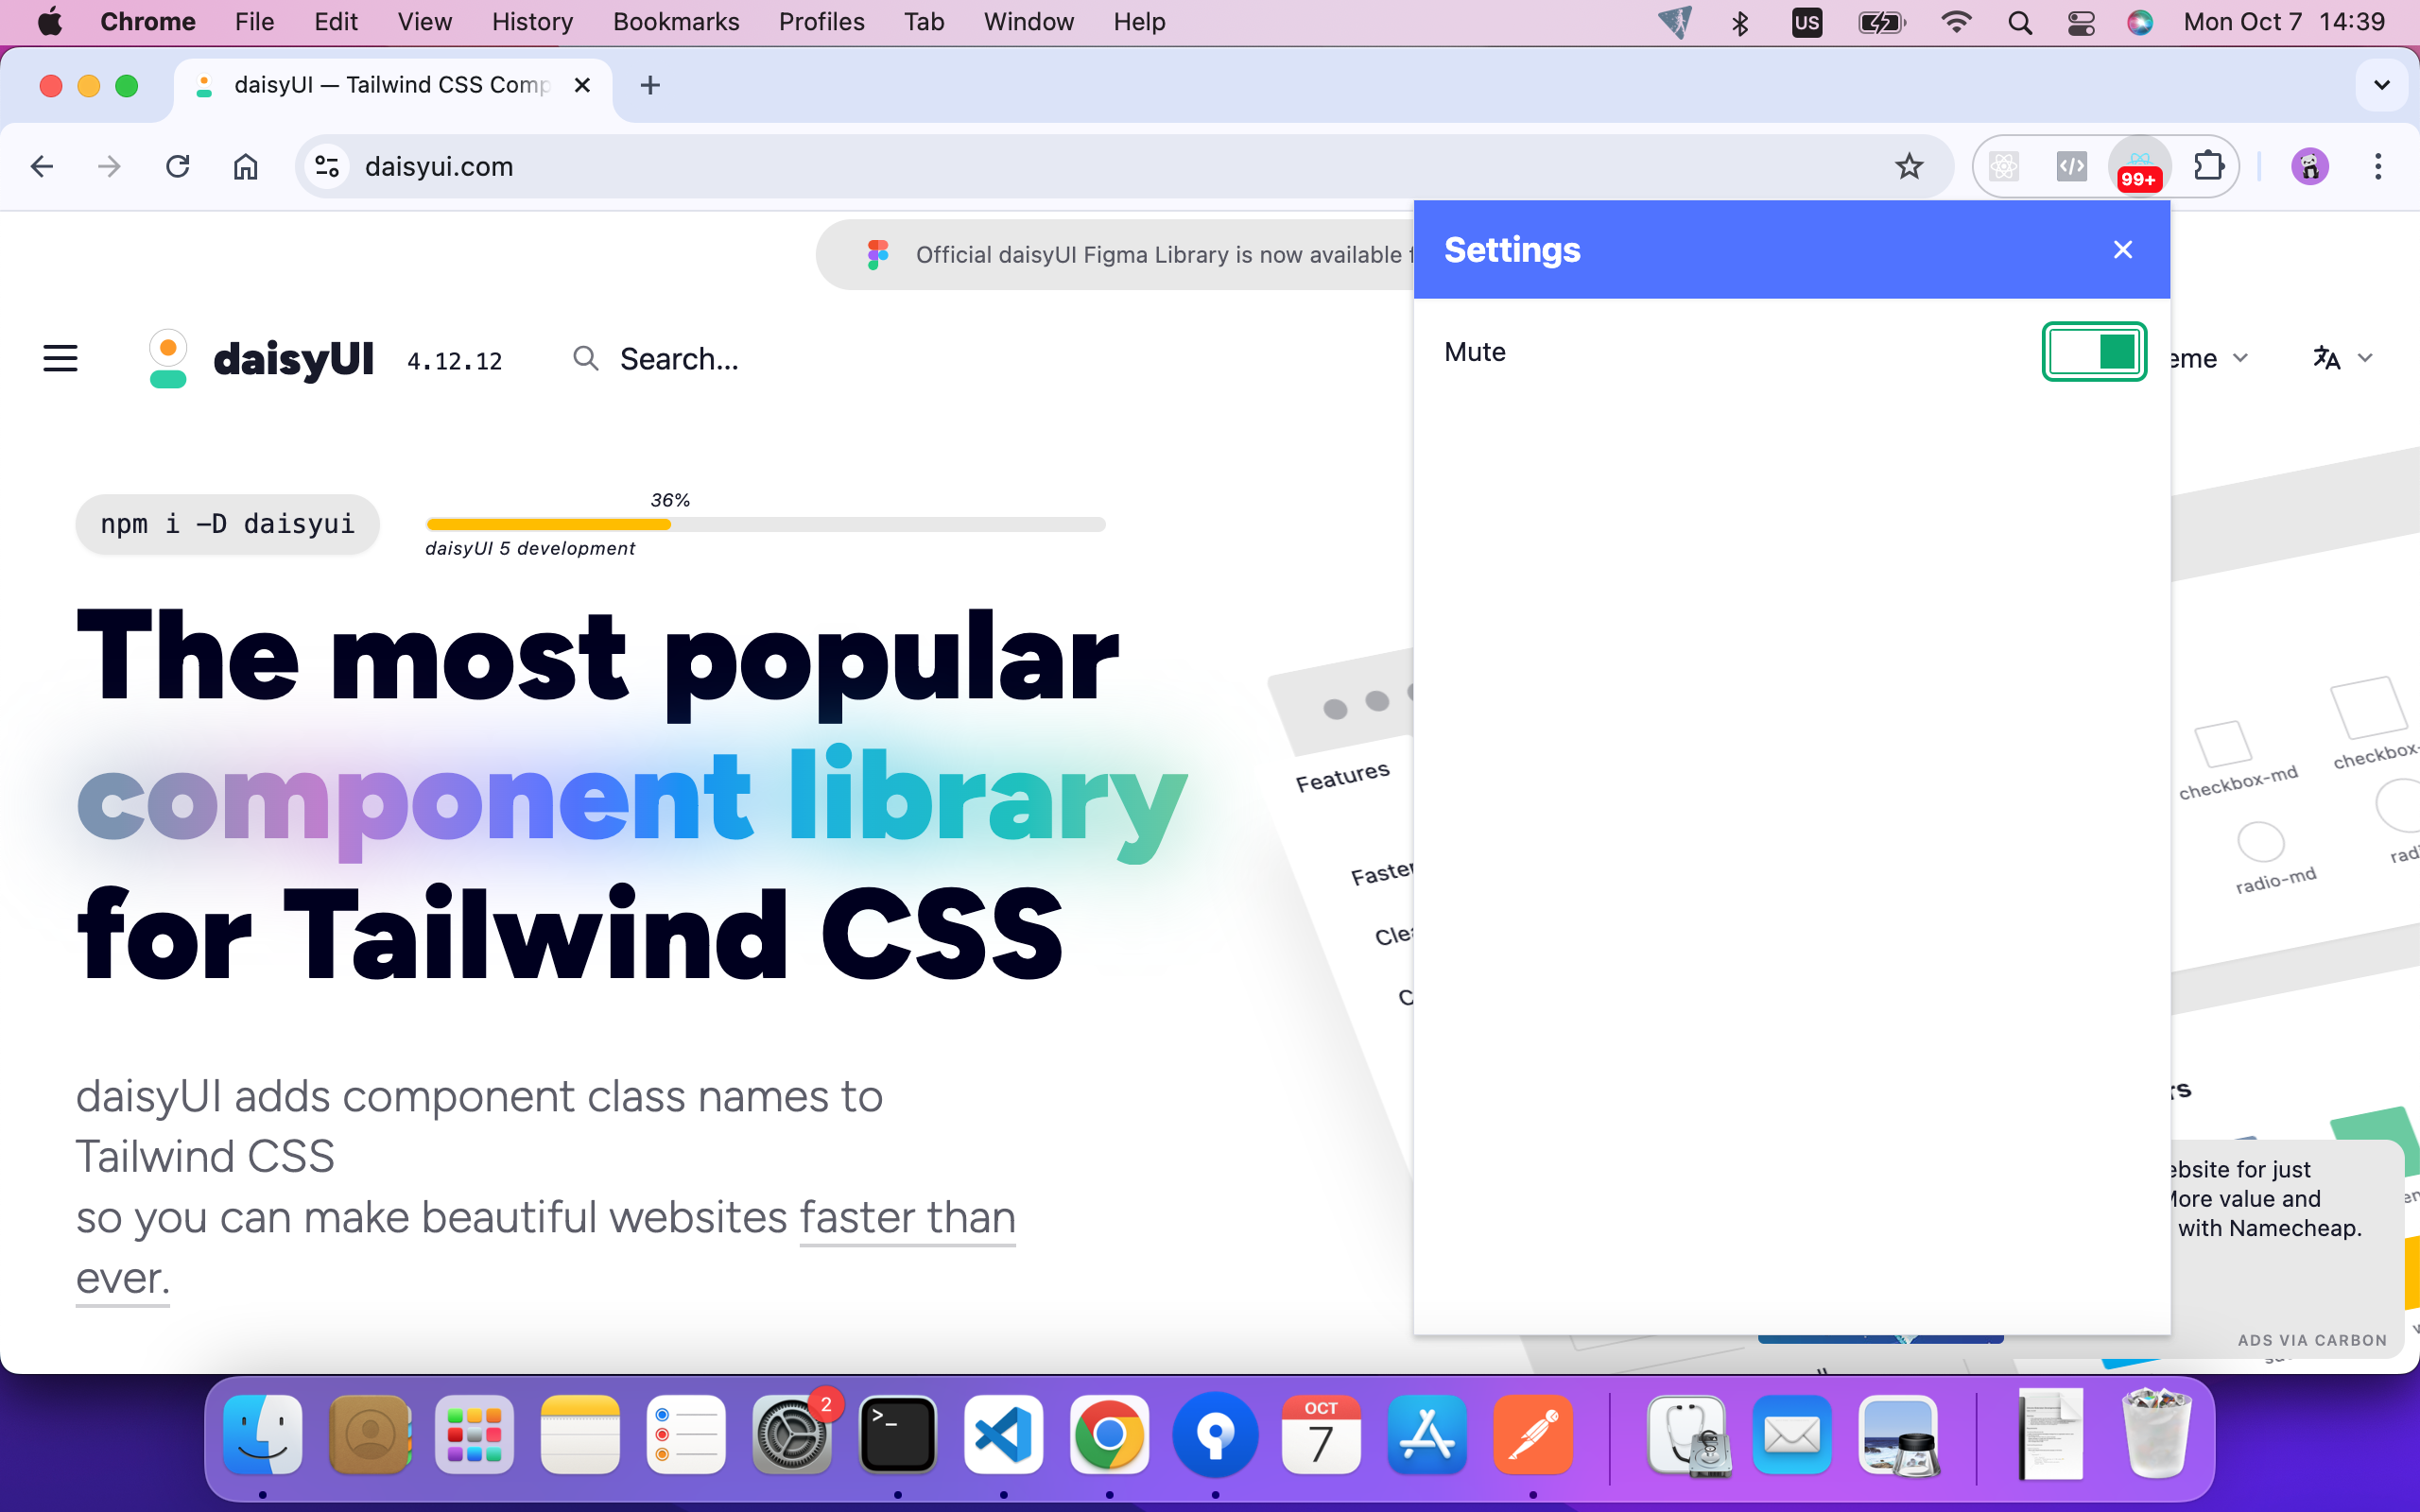 Chrome File Edit View History Bookmarks Profiles Tab Window Help US Mon Oct 7 14:39
daisyUI — Tailwind CSS Comp
daisyui.com
99+
Official daisyUI Figma Library is now available
Settings
daisyUI 4.12.12 Search...
Mute
eme
36%
npm i -D daisyui
daisyUI 5 development
The most popular
component library
for Tailwind CSS
Features
Faster
Clea
C
checkbox-md
checkbox-
radio-md
radi
daisyUI adds component class names to
Tailwind CSS
so you can make beautiful websites faster than
ever.
rs
ebsite for just
More value and
with Namecheap.
ADS VIA CARBON
2
OCT
7